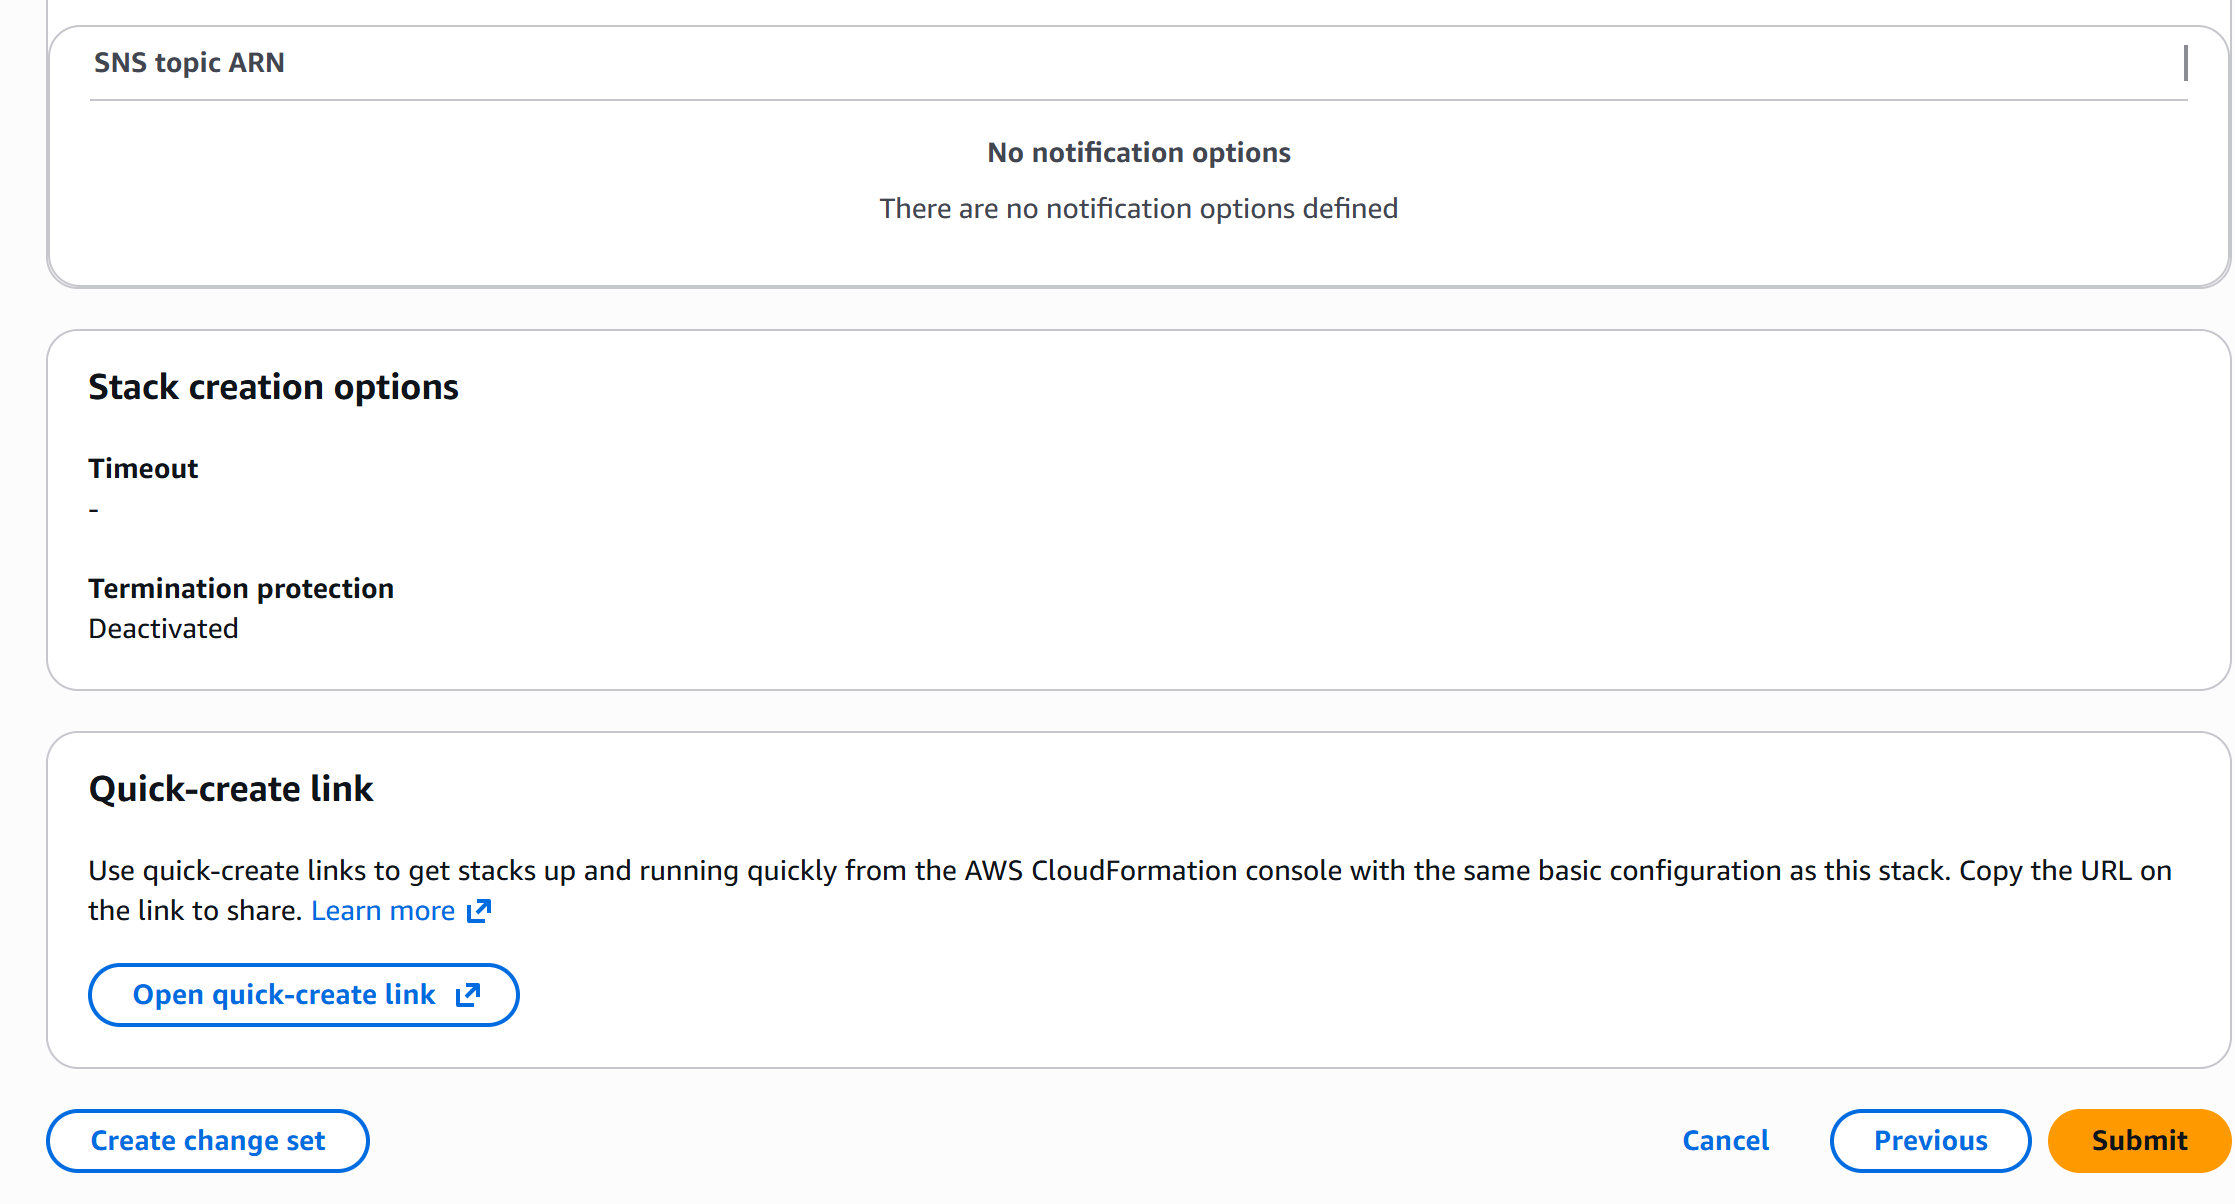 SNS topic ARN
No notification options
There are no notification options defined
Stack creation options
Timeout
-
Termination protection
Deactivated
Quick-create link
Use quick-create links to get stacks up and running quickly from the AWS CloudFormation console with the same basic configuration as this stack. Copy the URL on
the link to share. Learn more
Open quick-create link
Create change set
Cancel
Previous
Submit